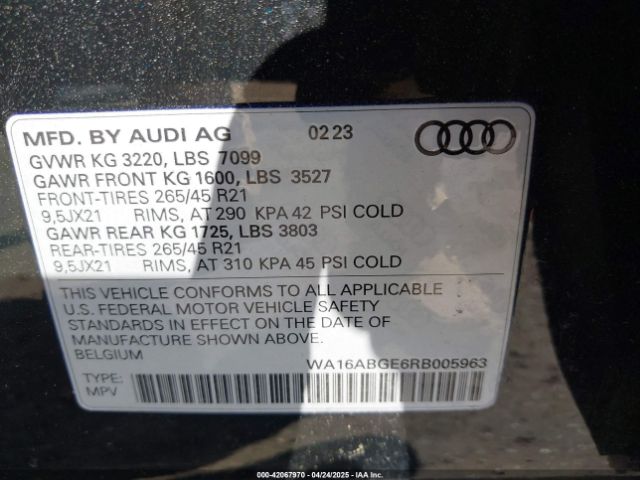 MFD. BY AUDI AG 02 23
GVWR KG 3220, LBS 7099
GAWR FRONT KG 1600, LBS 3527
FRONT-TIRES 265/45 R21
9,5JX21 RIMS, AT 290 KPA 42 PSI COLD
GAWR REAR KG 1725, LBS 3803
REAR-TIRES 265/45 R21
9,5JX21 RIMS, AT 310 KPA 45 PSI COLD
THIS VEHICLE CONFORMS TO ALL APPLICABLE
U.S. FEDERAL MOTOR VEHICLE SAFETY
STANDARDS IN EFFECT ON THE DATE OF
MANUFACTURE SHOWN ABOVE.
BELGIUM WA16ABGE6RB005963
TYPE:
MPV
000-42067970 - 04/24/2025 - IAAI.COM